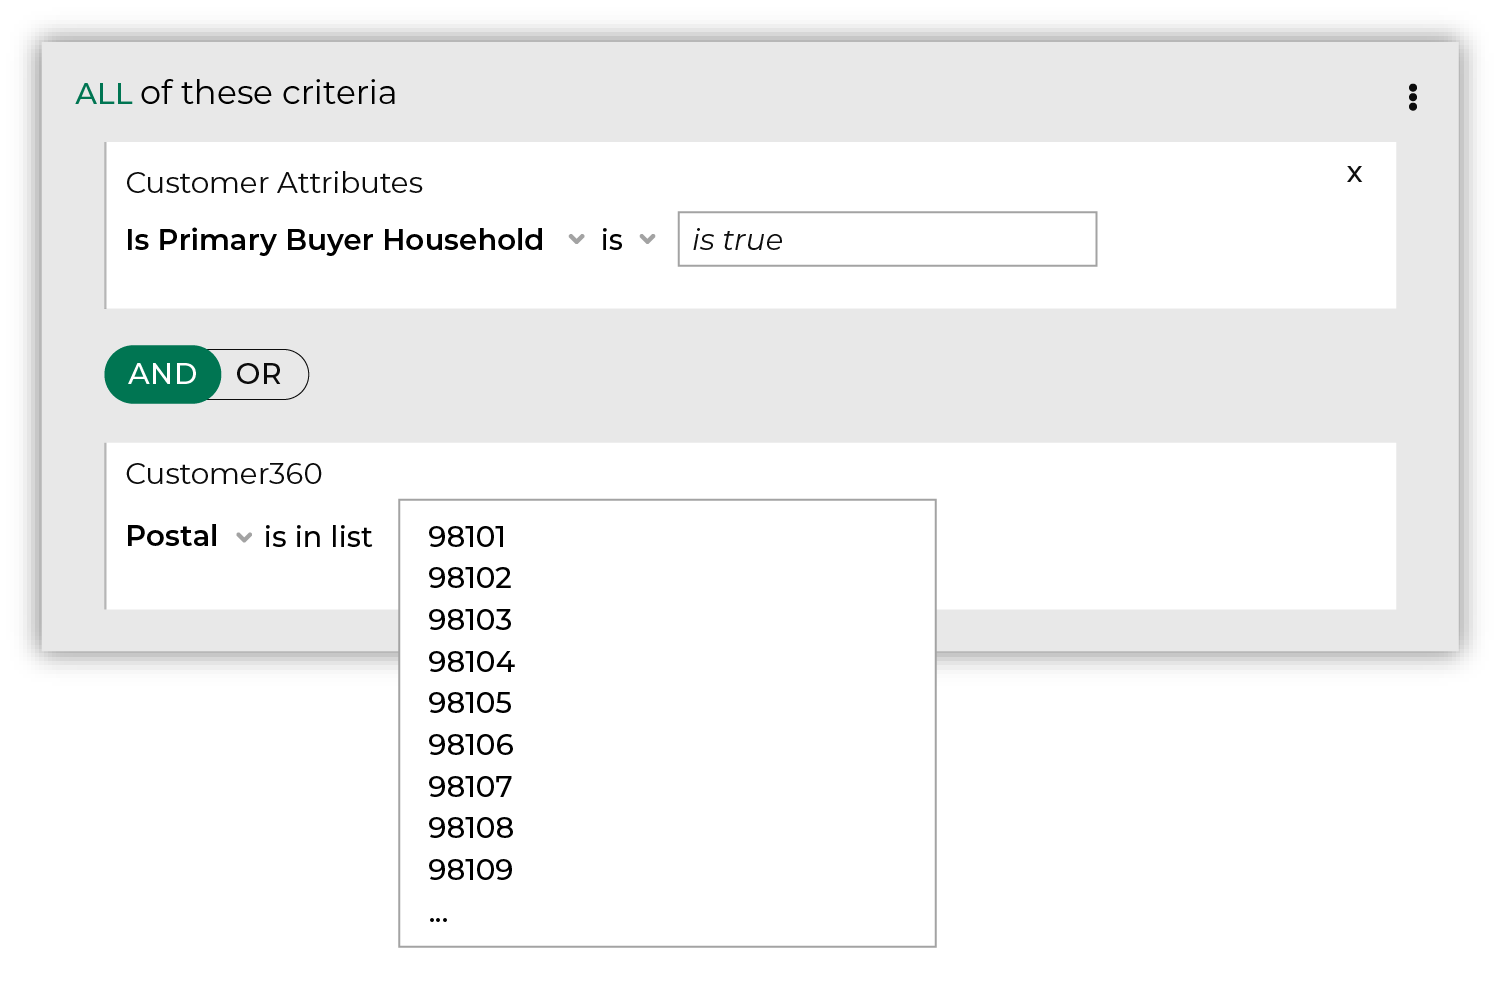 ALL of these criteria
Customer Attributes
x
Is Primary Buyer Household is is true
AND OR
Customer360
Postal is in list
98101
98102
98103
98104
98105
98106
98107
98108
98109
...